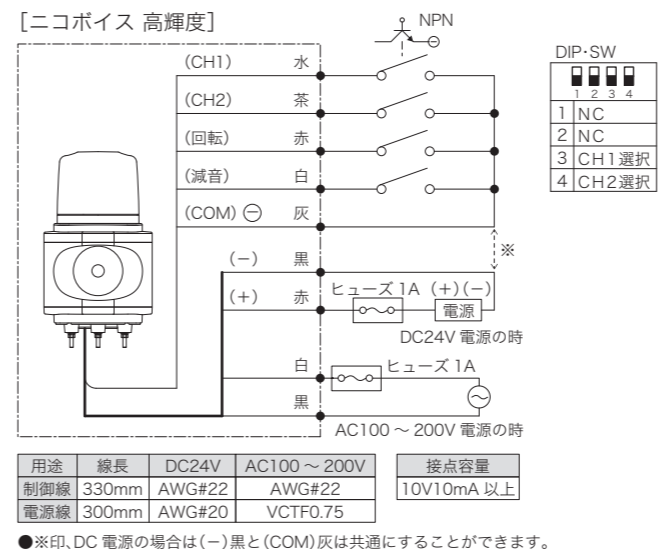 [ニコボイス 高輝度]
NPN
(CH1) 水
(CH2) 茶
(回転) 赤
(減音) 白
(COM) ⊖ 灰
※
(−) 黒
(+) 赤
ヒューズ 1A (+)(−)
電源
DC24V 電源の時
白
ヒューズ 1A
黒
AC100 ～ 200V 電源の時
DIP･SW
1 2 3 4
1 NC
2 NC
3 CH1選択
4 CH2選択
用途 線長 DC24V AC100 ～ 200V
制御線 330mm AWG#22 AWG#22
電源線 300mm AWG#20 VCTF0.75
接点容量
10V10mA 以上
●※印、DC 電源の場合は(−)黒と(COM)灰は共通にすることができます。